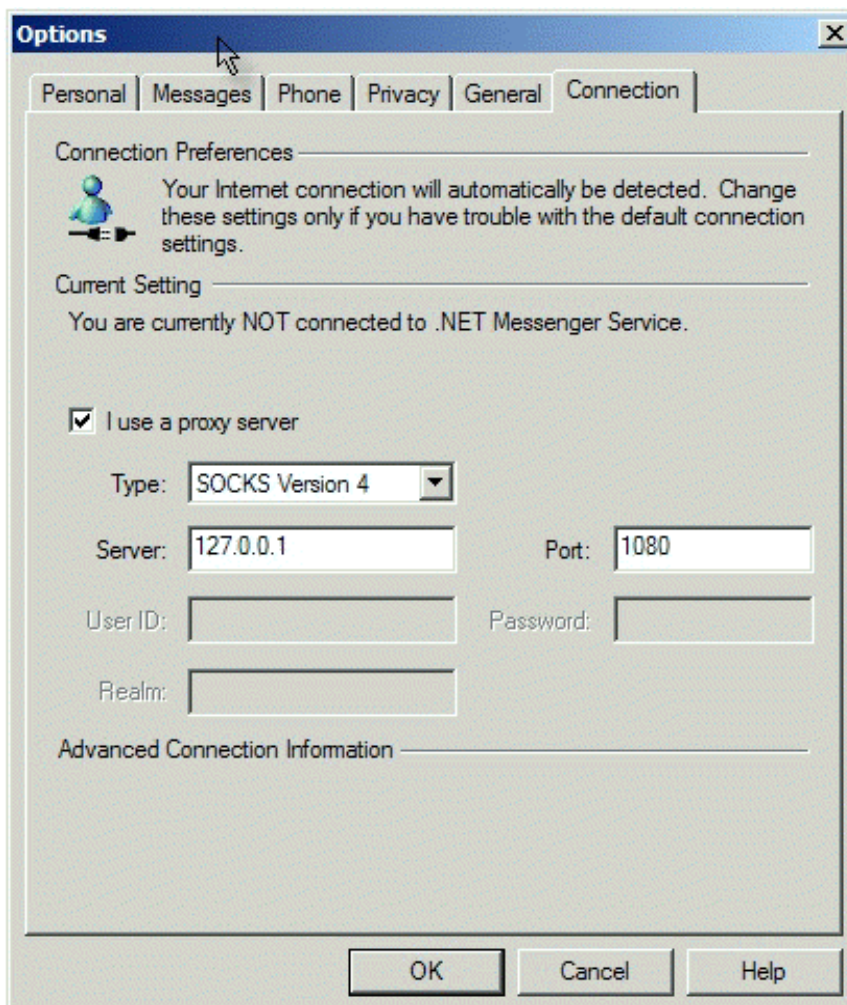 Options
Personal Messages Phone Privacy General Connection
Connection Preferences
Your Internet connection will automatically be detected. Change
these settings only if you have trouble with the default connection
settings.
Current Setting
You are currently NOT connected to .NET Messenger Service.
I use a proxy server
Type: SOCKS Version 4
Server: 127.0.0.1 Port: 1080
User ID: Password:
Realm:
Advanced Connection Information
OK Cancel Help